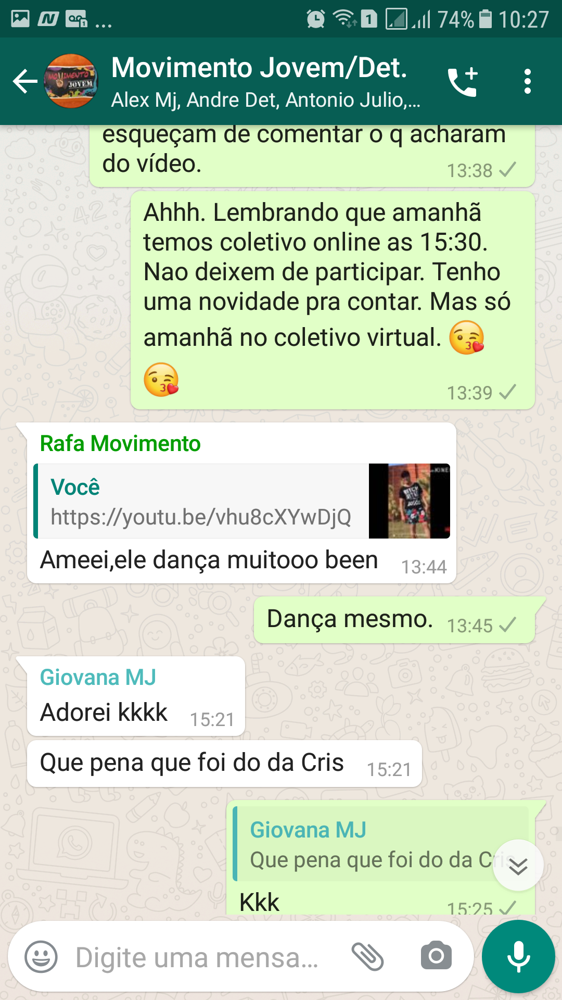 1 74% 10:27
MOVIMENTO
JOVEM
Movimento Jovem/Det.
Alex Mj, Andre Det, Antonio Julio,...
esqueçam de comentar o q acharam
do vídeo.
13:38
Ahhh. Lembrando que amanhã
temos coletivo online as 15:30.
Nao deixem de participar. Tenho
uma novidade pra contar. Mas só
amanhã no coletivo virtual. 😘
😘
13:39
Rafa Movimento
Você
https://youtu.be/vhu8cXYwDjQ
Ameei,ele dança muitooo been 13:44
Dança mesmo. 13:45
Giovana MJ
Adorei kkkk 15:21
Que pena que foi do da Cris 15:21
Giovana MJ
Que pena que foi do da Cris
Kkk 15:25
Digite uma mensa...